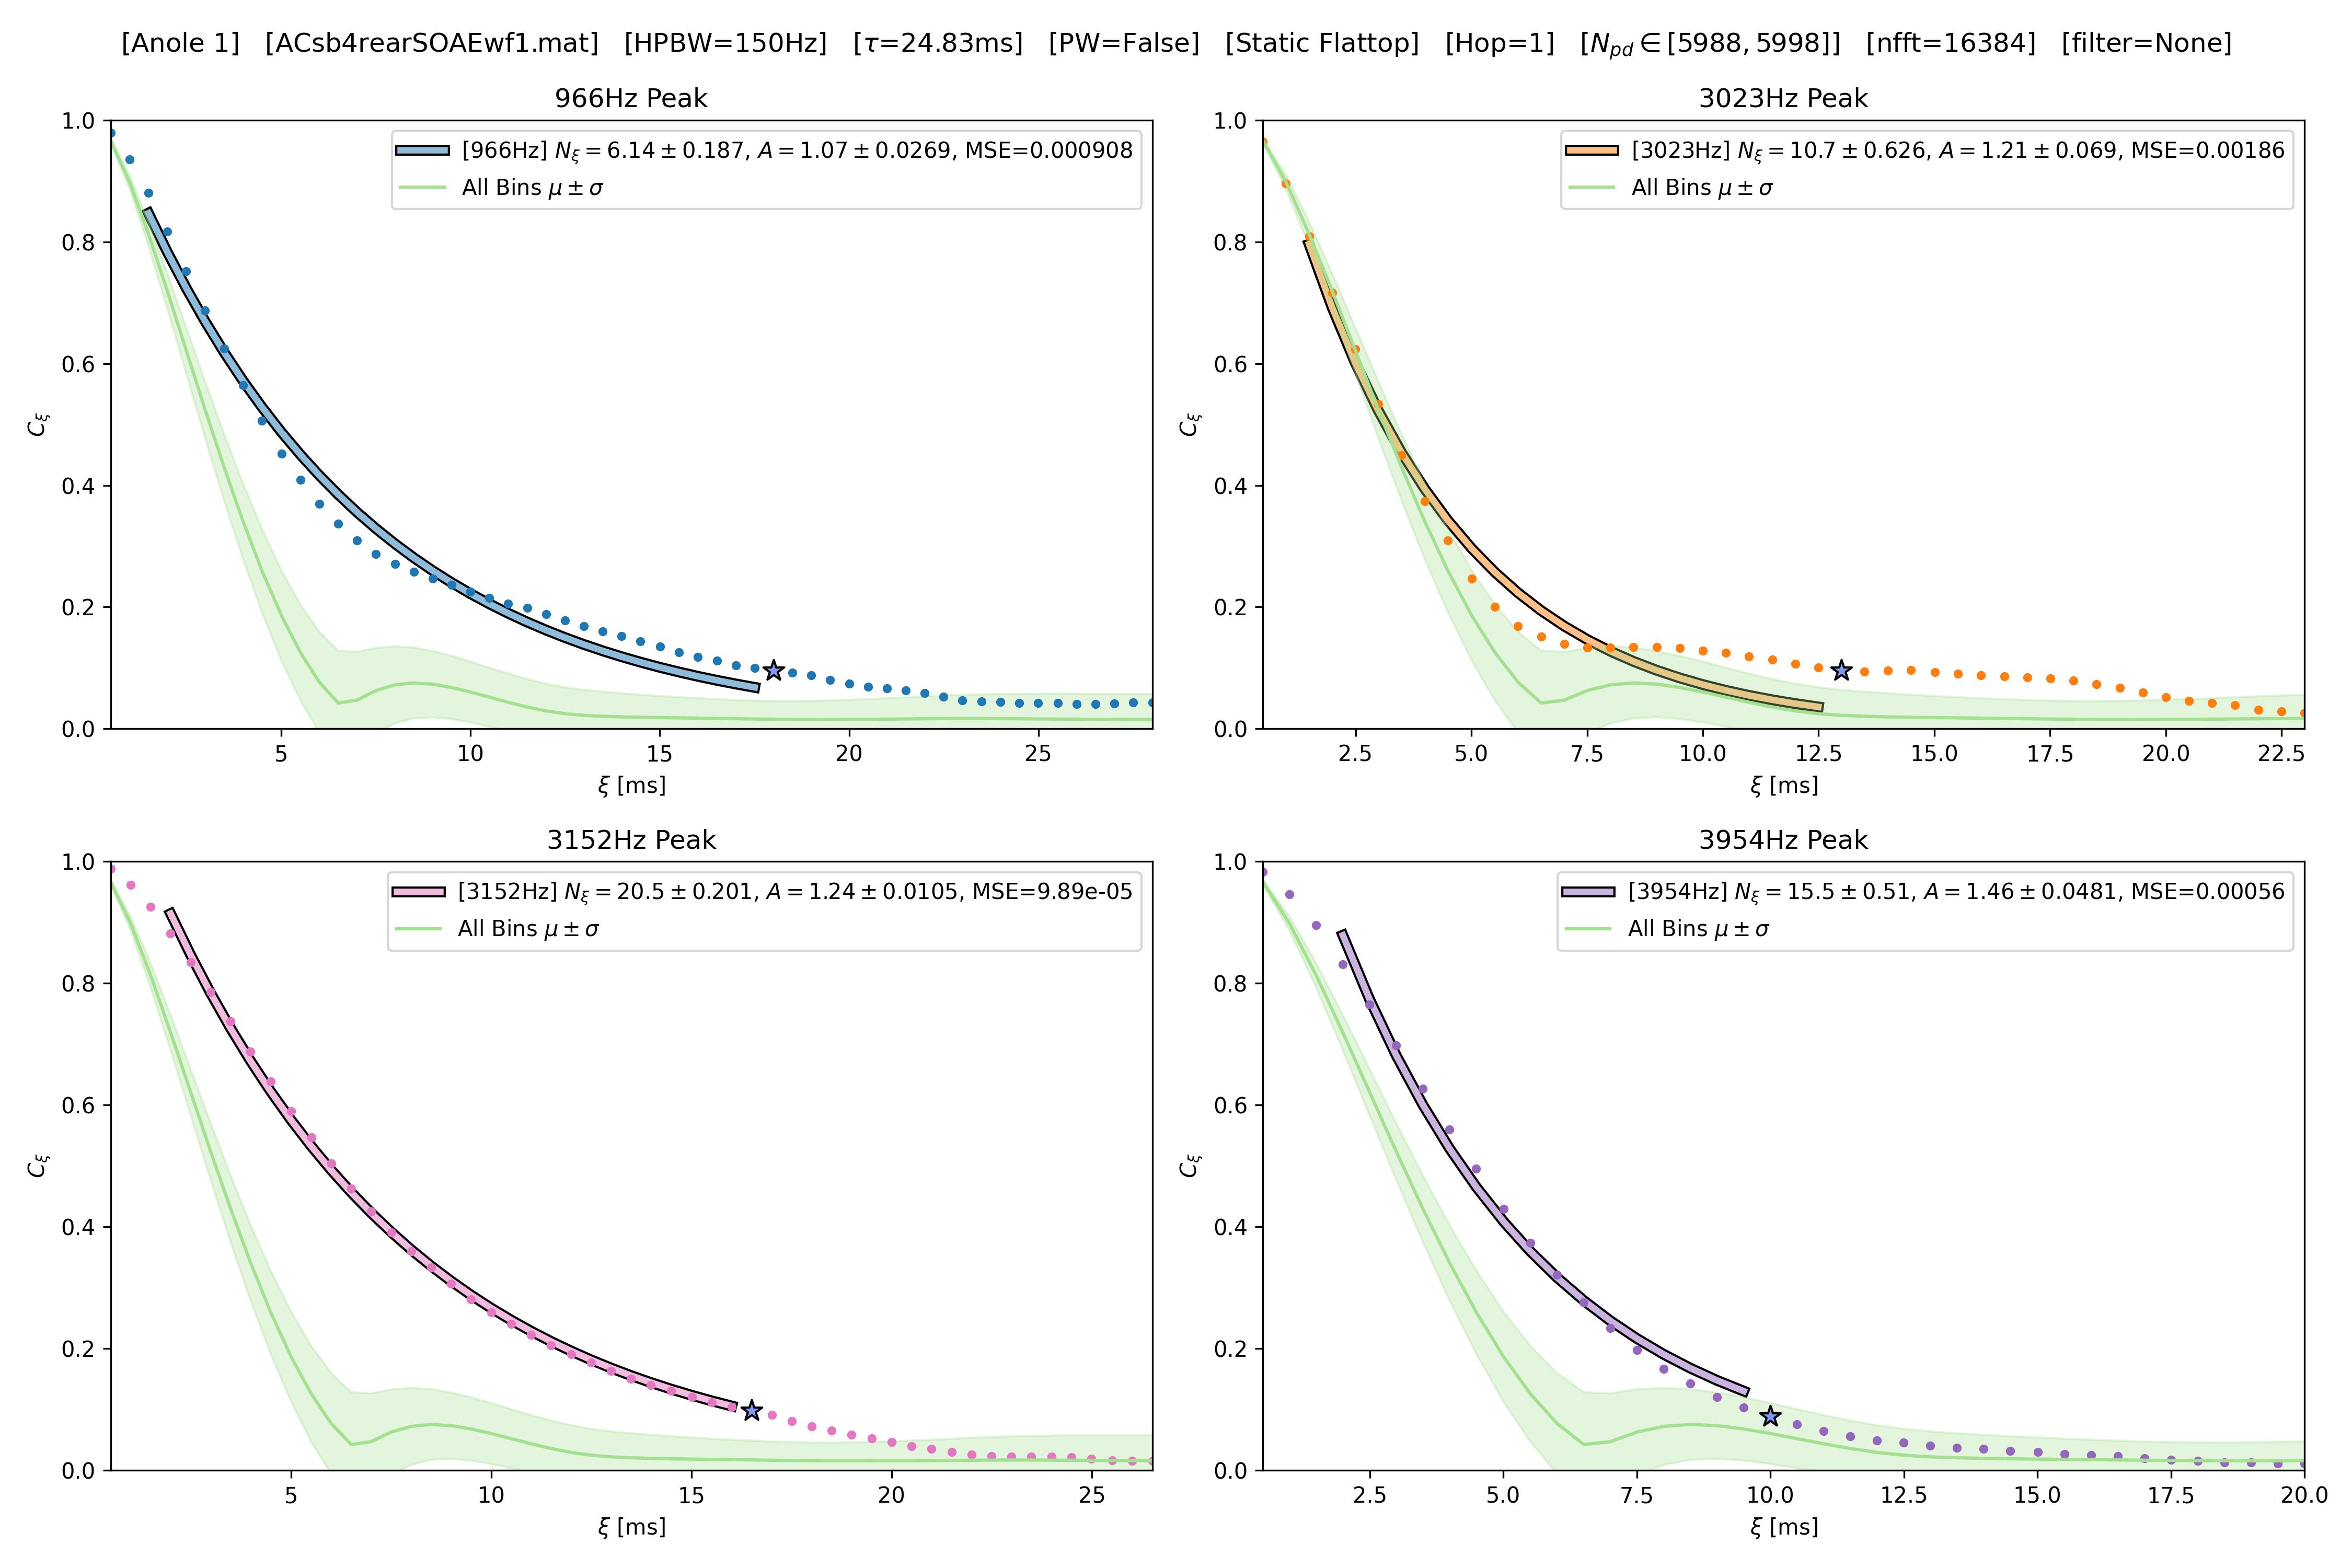 [Anole 1] [ACsb4rearSOAEwf1.mat] [HPBW=150Hz] [τ=24.83ms] [PW=False] [Static Flattop] [Hop=1] [N_pd ∈ [5988, 5998]] [nfft=16384] [filter=None]
966Hz Peak
[966Hz] N_ξ = 6.14 ± 0.187, A = 1.07 ± 0.0269, MSE=0.000908
All Bins μ ± σ
1.0
0.8
0.6
0.4
0.2
0.0
C_ξ
5 10 15 20 25
ξ [ms]
3023Hz Peak
[3023Hz] N_ξ = 10.7 ± 0.626, A = 1.21 ± 0.069, MSE=0.00186
All Bins μ ± σ
1.0
0.8
0.6
0.4
0.2
0.0
C_ξ
2.5 5.0 7.5 10.0 12.5 15.0 17.5 20.0 22.5
ξ [ms]
3152Hz Peak
[3152Hz] N_ξ = 20.5 ± 0.201, A = 1.24 ± 0.0105, MSE=9.89e-05
All Bins μ ± σ
1.0
0.8
0.6
0.4
0.2
0.0
C_ξ
5 10 15 20 25
ξ [ms]
3954Hz Peak
[3954Hz] N_ξ = 15.5 ± 0.51, A = 1.46 ± 0.0481, MSE=0.00056
All Bins μ ± σ
1.0
0.8
0.6
0.4
0.2
0.0
C_ξ
2.5 5.0 7.5 10.0 12.5 15.0 17.5 20.0
ξ [ms]